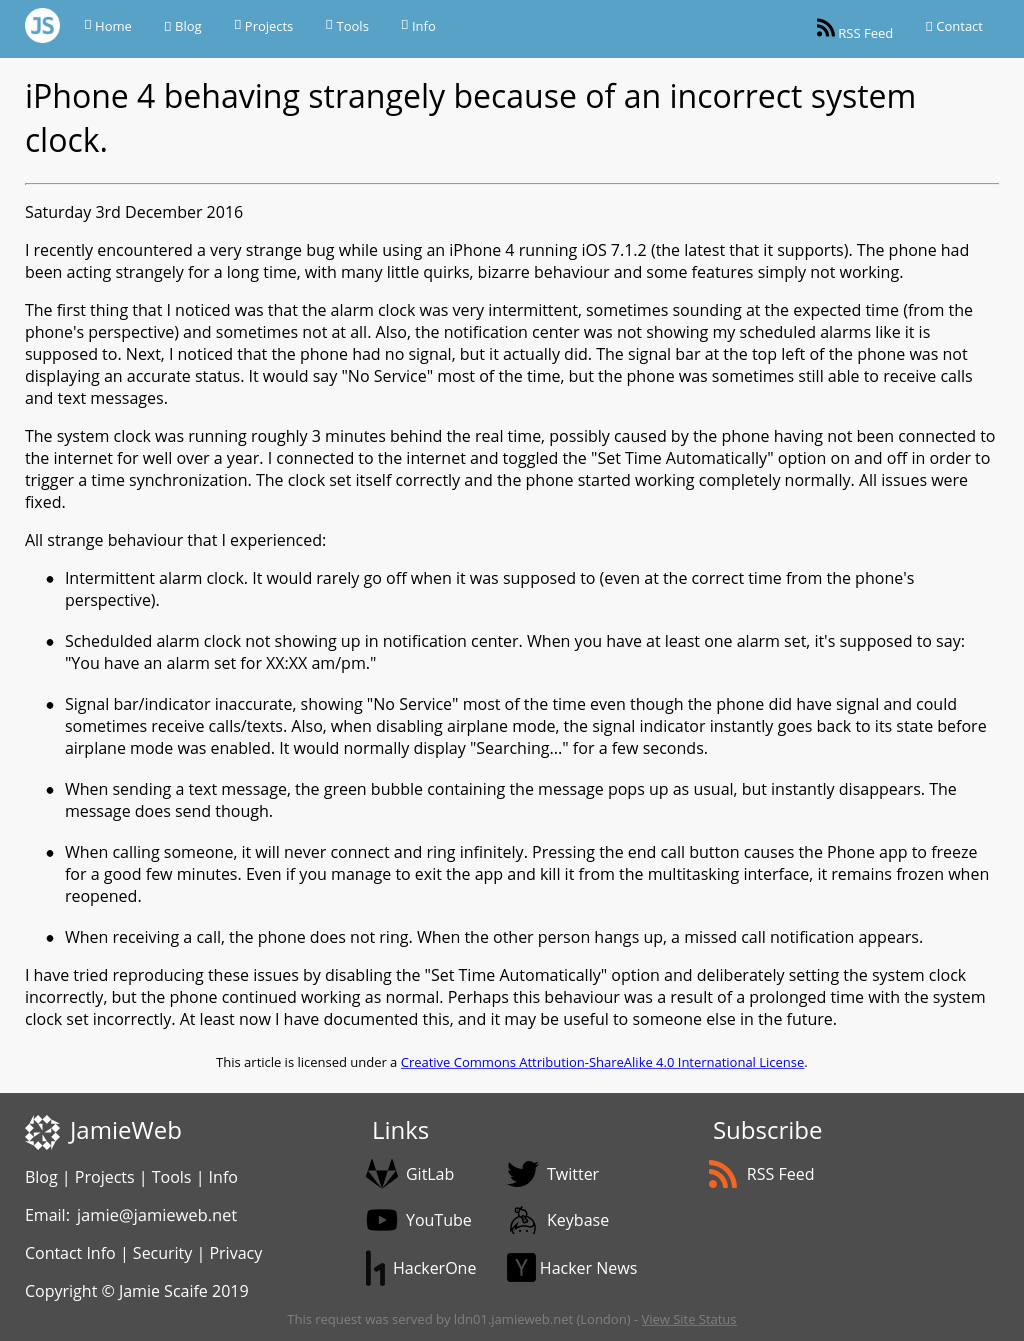 JS Home Blog Projects Tools Info RSS Feed Contact
iPhone 4 behaving strangely because of an incorrect system
clock.
Saturday 3rd December 2016
I recently encountered a very strange bug while using an iPhone 4 running iOS 7.1.2 (the latest that it supports). The phone had
been acting strangely for a long time, with many little quirks, bizarre behaviour and some features simply not working.
The first thing that I noticed was that the alarm clock was very intermittent, sometimes sounding at the expected time (from the
phone's perspective) and sometimes not at all. Also, the notification center was not showing my scheduled alarms like it is
supposed to. Next, I noticed that the phone had no signal, but it actually did. The signal bar at the top left of the phone was not
displaying an accurate status. It would say "No Service" most of the time, but the phone was sometimes still able to receive calls
and text messages.
The system clock was running roughly 3 minutes behind the real time, possibly caused by the phone having not been connected to
the internet for well over a year. I connected to the internet and toggled the "Set Time Automatically" option on and off in order to
trigger a time synchronization. The clock set itself correctly and the phone started working completely normally. All issues were
fixed.
All strange behaviour that I experienced:
• Intermittent alarm clock. It would rarely go off when it was supposed to (even at the correct time from the phone's
perspective).
• Schedulded alarm clock not showing up in notification center. When you have at least one alarm set, it's supposed to say:
"You have an alarm set for XX:XX am/pm."
• Signal bar/indicator inaccurate, showing "No Service" most of the time even though the phone did have signal and could
sometimes receive calls/texts. Also, when disabling airplane mode, the signal indicator instantly goes back to its state before
airplane mode was enabled. It would normally display "Searching..." for a few seconds.
• When sending a text message, the green bubble containing the message pops up as usual, but instantly disappears. The
message does send though.
• When calling someone, it will never connect and ring infinitely. Pressing the end call button causes the Phone app to freeze
for a good few minutes. Even if you manage to exit the app and kill it from the multitasking interface, it remains frozen when
reopened.
• When receiving a call, the phone does not ring. When the other person hangs up, a missed call notification appears.
I have tried reproducing these issues by disabling the "Set Time Automatically" option and deliberately setting the system clock
incorrectly, but the phone continued working as normal. Perhaps this behaviour was a result of a prolonged time with the system
clock set incorrectly. At least now I have documented this, and it may be useful to someone else in the future.
This article is licensed under a Creative Commons Attribution-ShareAlike 4.0 International License.
JamieWeb
Blog | Projects | Tools | Info
Email: jamie@jamieweb.net
Contact Info | Security | Privacy
Copyright © Jamie Scaife 2019
Links
GitLab Twitter
YouTube Keybase
HackerOne Y Hacker News
Subscribe
RSS Feed
This request was served by ldn01.jamieweb.net (London) - View Site Status